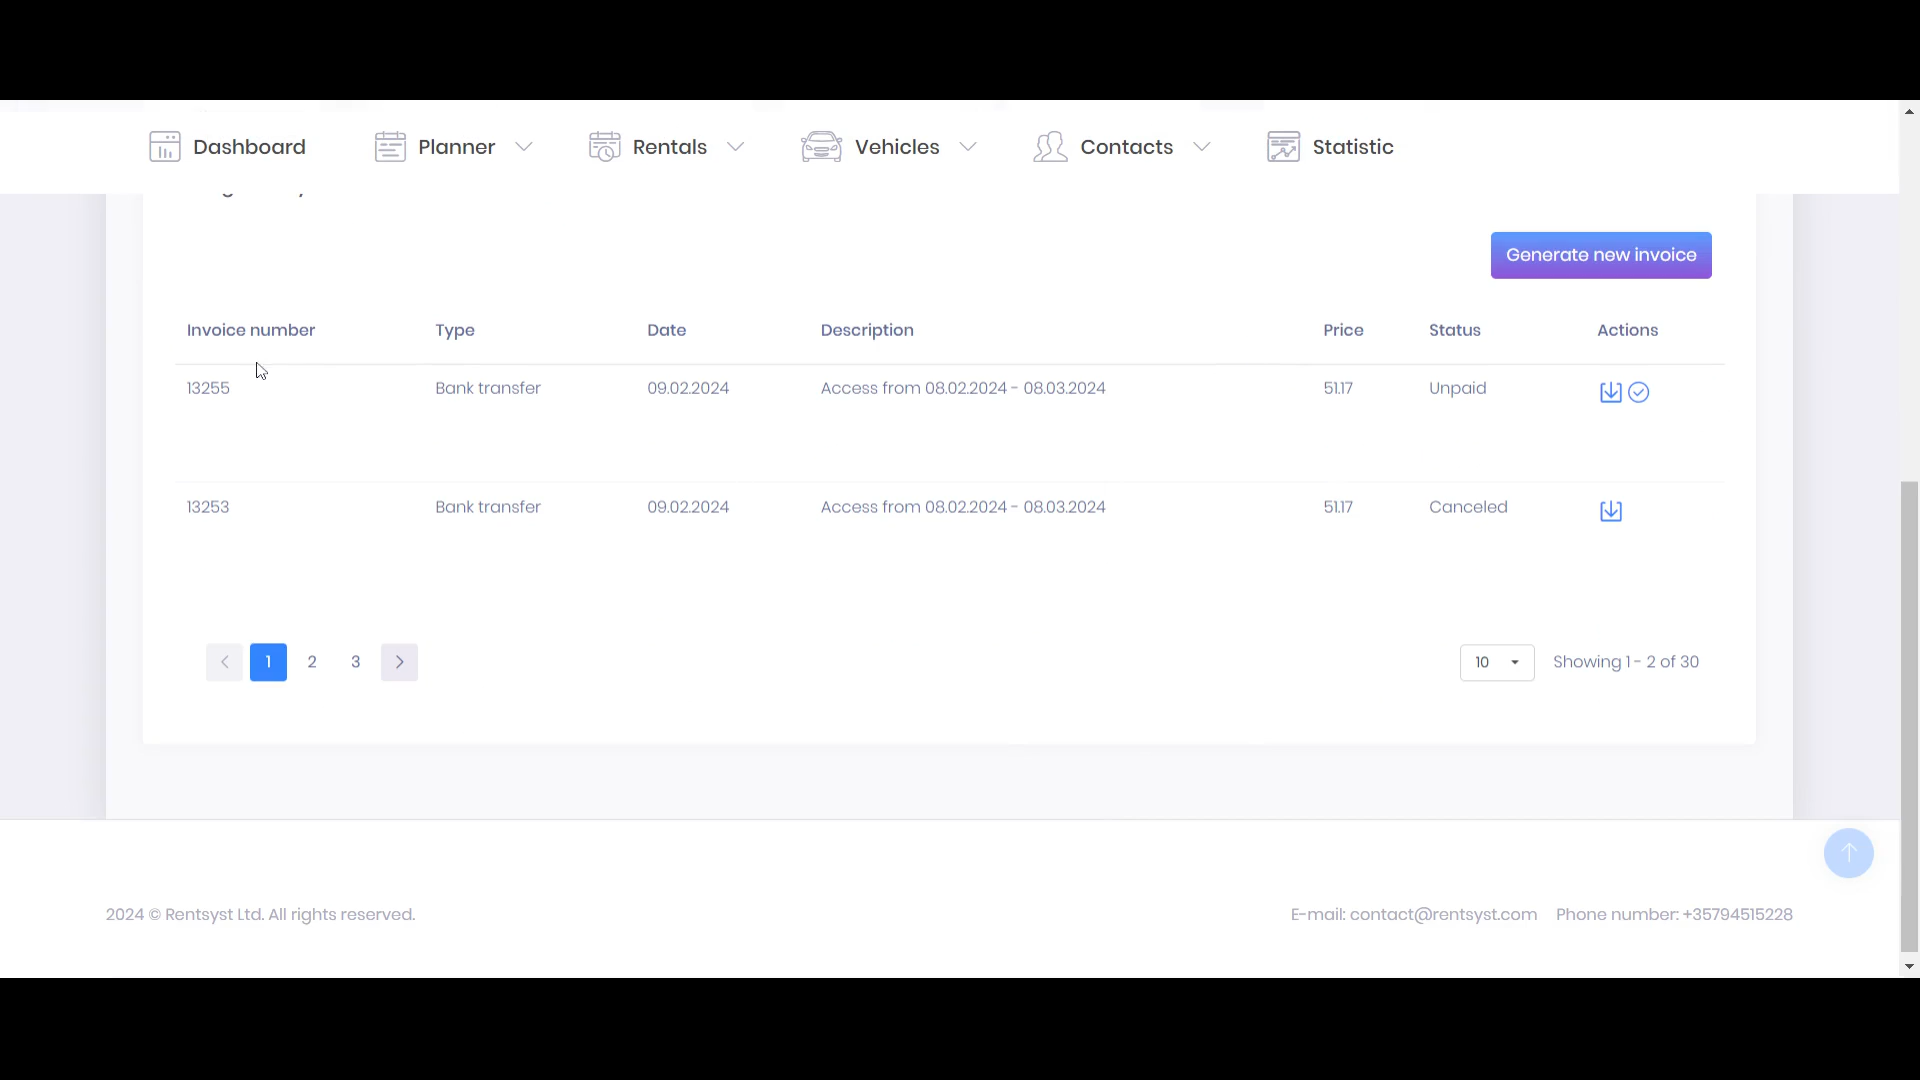 Dashboard Planner Rentals Vehicles Contacts Statistic
Generate new invoice
Invoice number Type Date Description Price Status Actions
13255 Bank transfer 09.02.2024 Access from 08.02.2024 - 08.03.2024 51.17 Unpaid
13253 Bank transfer 09.02.2024 Access from 08.02.2024 - 08.03.2024 51.17 Canceled
1 2 3 10 Showing 1 - 2 of 30
2024 © Rentsyst Ltd. All rights reserved. E-mail: contact@rentsyst.com Phone number: +35794515228